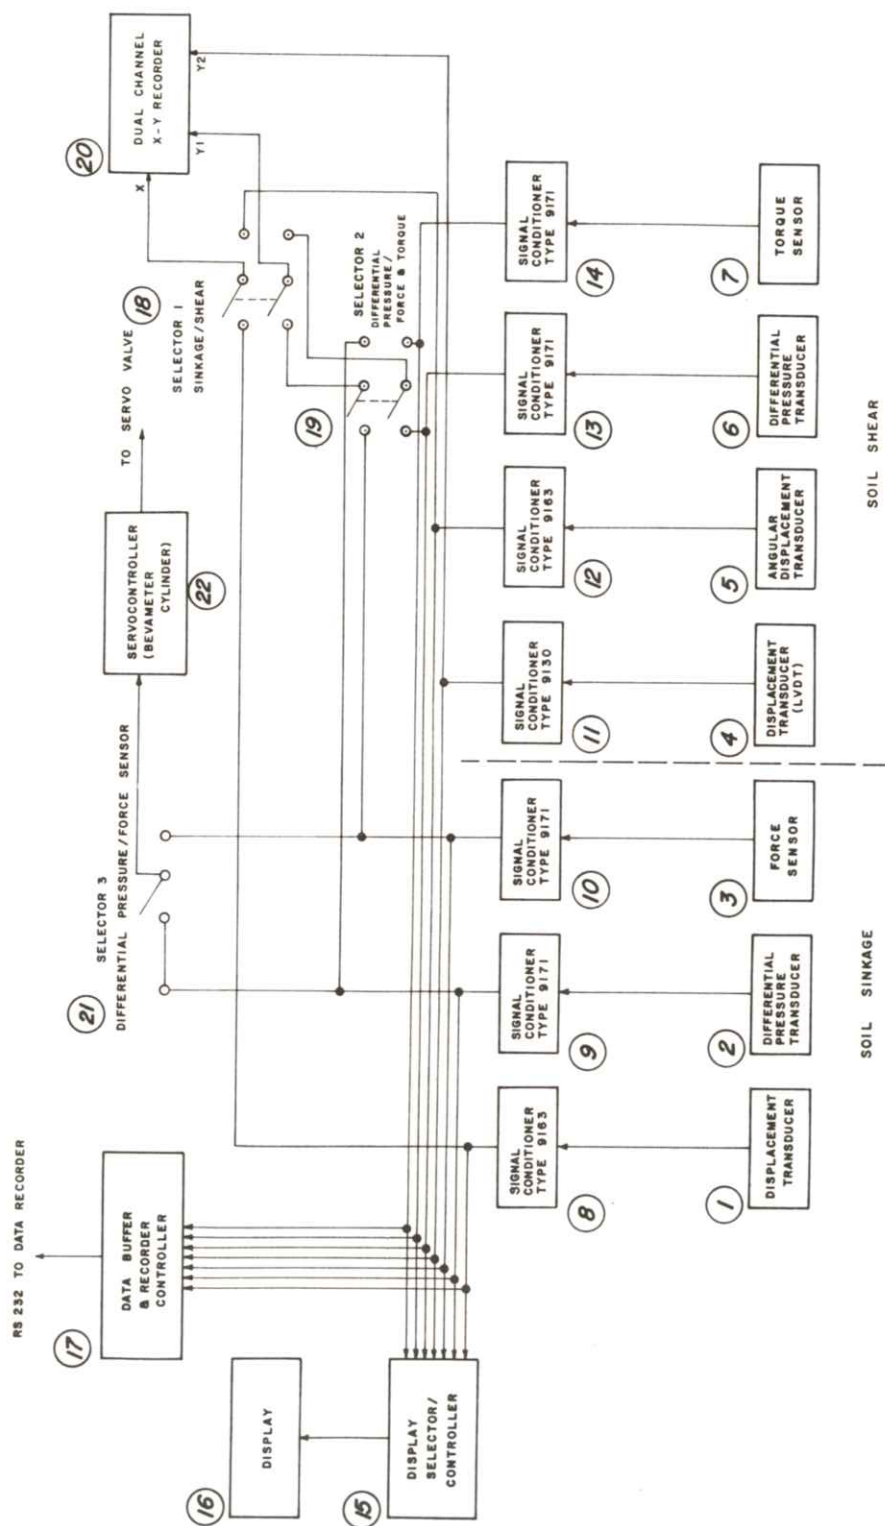 RS 232 TO DATA RECORDER
17
DATA BUFFER
& RECORDER
CONTROLLER
16
DISPLAY
15
DISPLAY
SELECTOR/
CONTROLLER
21
SELECTOR 3
DIFFERENTIAL PRESSURE/FORCE SENSOR
SERVOCONTROLLER
(BEVAMETER
CYLINDER)
22
TO SERVO VALVE
18
SELECTOR 1
SINKAGE/SHEAR
19
SELECTOR 2
DIFFERENTIAL
PRESSURE/
FORCE & TORQUE
20
DUAL CHANNEL
X-Y RECORDER
X
Y1
Y2
SIGNAL
CONDITIONER
TYPE 9163
8
SIGNAL
CONDITIONER
TYPE 9171
9
SIGNAL
CONDITIONER
TYPE 9171
10
SIGNAL
CONDITIONER
TYPE 9130
11
SIGNAL
CONDITIONER
TYPE 9163
12
SIGNAL
CONDITIONER
TYPE 9171
13
SIGNAL
CONDITIONER
TYPE 9171
14
1
DISPLACEMENT
TRANSDUCER
2
DIFFERENTIAL
PRESSURE
TRANSDUCER
3
FORCE
SENSOR
4
DISPLACEMENT
TRANSDUCER
(LVDT)
5
ANGULAR
DISPLACEMENT
TRANSDUCER
6
DIFFERENTIAL
PRESSURE
TRANSDUCER
7
TORQUE
SENSOR
SOIL SINKAGE
SOIL SHEAR